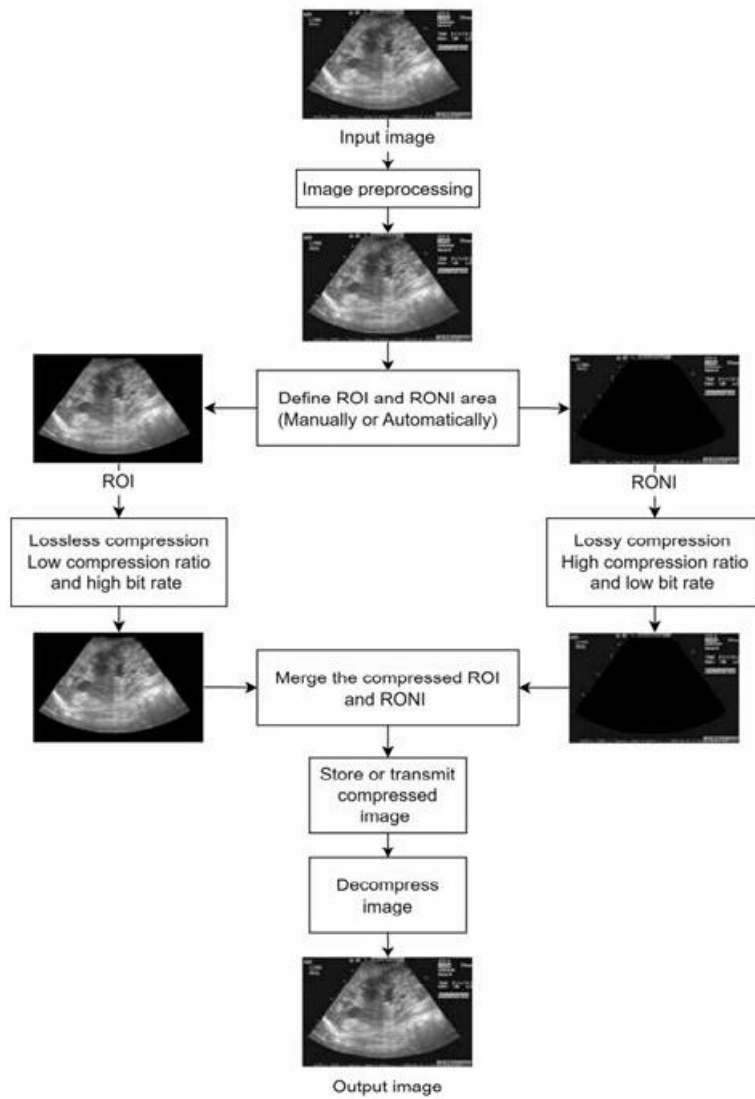 Input image
Image preprocessing
Define ROI and RONI area
(Manually or Automatically)
ROI
RONI
Lossless compression
Low compression ratio
and high bit rate
Lossy compression
High compression ratio
and low bit rate
Merge the compressed ROI
and RONI
Store or transmit
compressed
image
Decompress
image
Output image